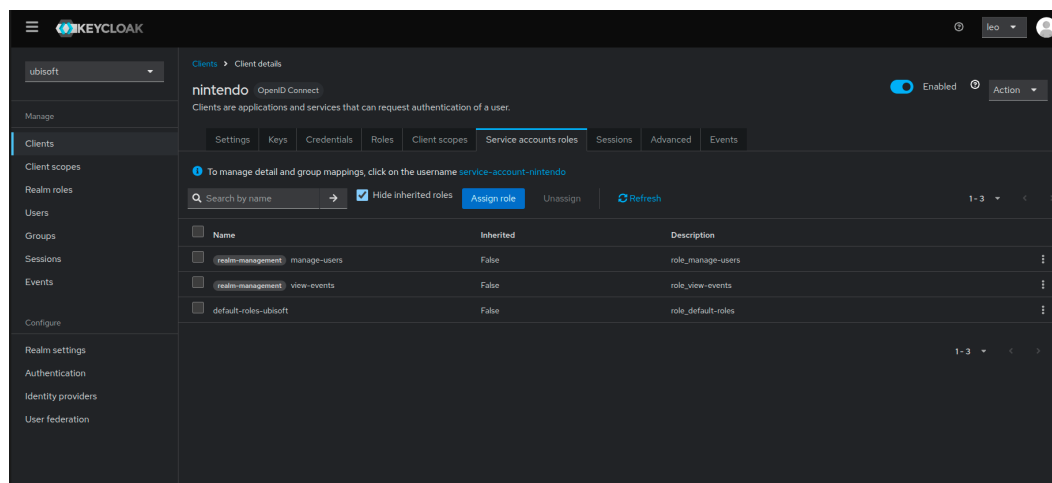 KEYCLOAK
leo
ubisoft
Manage
Clients
Client scopes
Realm roles
Users
Groups
Sessions
Events
Configure
Realm settings
Authentication
Identity providers
User federation
Clients > Client details
nintendo OpenID Connect
Enabled
Action
Clients are applications and services that can request authentication of a user.
Settings Keys Credentials Roles Client scopes Service accounts roles Sessions Advanced Events
To manage detail and group mappings, click on the username service-account-nintendo
Search by name Hide inherited roles Assign role Unassign Refresh 1 - 3
Name Inherited Description
realm-management manage-users False role_manage-users
realm-management view-events False role_view-events
default-roles-ubisoft False role_default-roles
1 - 3